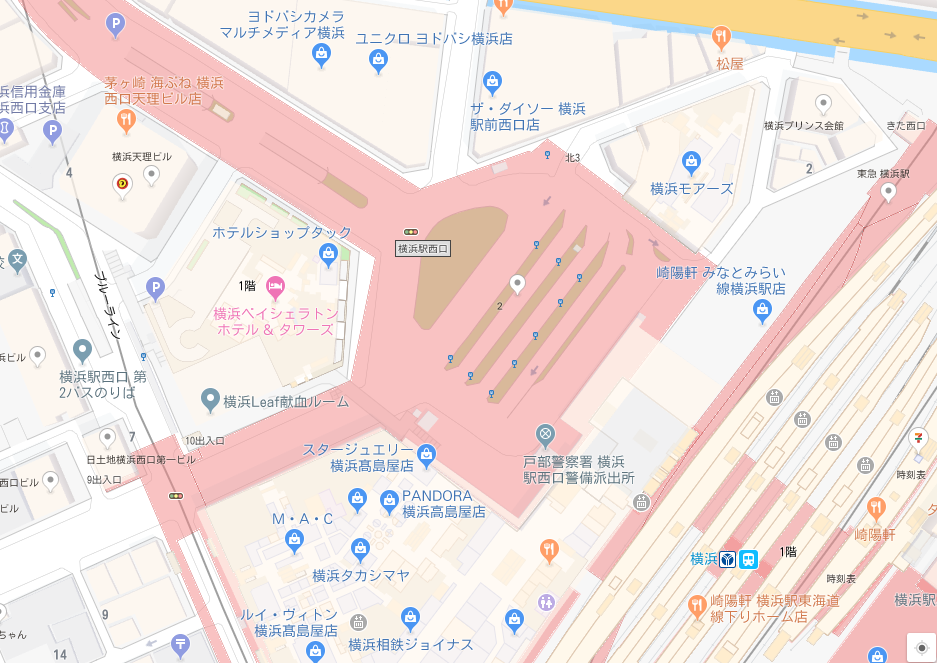 ヨドバシカメラ
マルチメディア横浜
ユニクロ ヨドバシ横浜店
松屋
茅ヶ崎 海ぶね 横浜
西口天理ビル店
浜信用金庫
浜西口支店
ザ・ダイソー 横浜
駅前西口店
横浜プリンス会館
きた西口
横浜天理ビル
北3
4
2
東急 横浜駅
横浜モアーズ
ホテルショップタック
横浜駅西口
崎陽軒 みなとみらい
線横浜駅店
1階
ブルーライン
2
横浜ベイシェラトン
ホテル & タワーズ
浜ビル
横浜駅西口 第
2バスのりば
横浜Leaf献血ルーム
7
10出入口
日土地横浜西口第一ビル
9出入口
スタージュエリー
横浜髙島屋店
戸部警察署 横浜
駅西口警備派出所
時刻表
西口ビル
ビル
PANDORA
横浜高島屋店
M・A・C
崎陽軒
横浜
1階
横浜タカシマヤ
時刻表
崎陽軒 横浜駅東海道
線下りホーム店
横浜駅
9
ルイ・ヴィトン
横浜髙島屋店
横浜相鉄ジョイナス
ちゃん
14